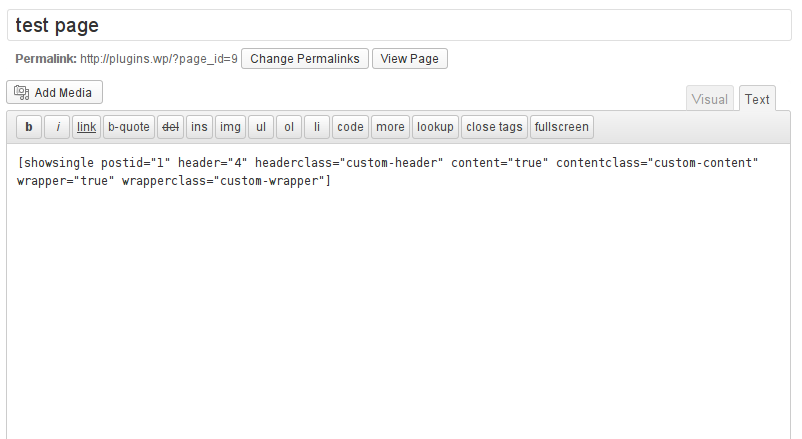 test page
Permalink: http://plugins.wp/?page_id=9 Change Permalinks View Page
Add Media
Visual Text
b i link b-quote del ins img ul ol li code more lookup close tags fullscreen
[showsingle postid="1" header="4" headerclass="custom-header" content="true" contentclass="custom-content"
wrapper="true" wrapperclass="custom-wrapper"]